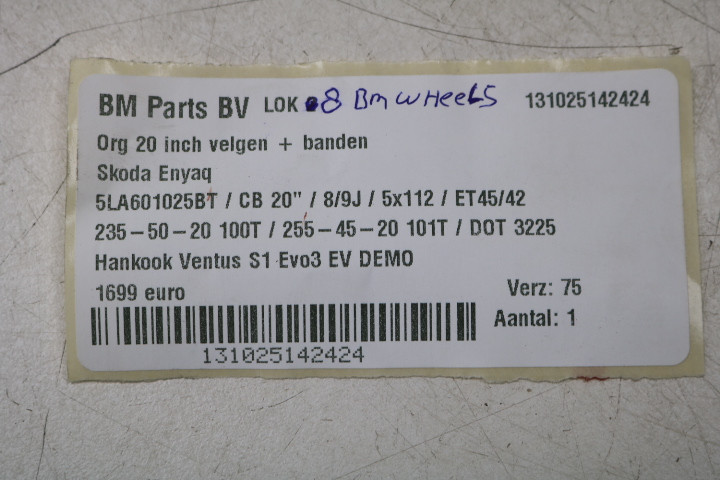 BM Parts BV LOK 8 Bm wHeelS 131025142424
Org 20 inch velgen + banden
Skoda Enyaq
5LA601025BT / CB 20" / 8/9J / 5x112 / ET45/42
235-50-20 100T / 255-45-20 101T / DOT 3225
Hankook Ventus S1 Evo3 EV DEMO
1699 euro Verz: 75
Aantal: 1
131025142424